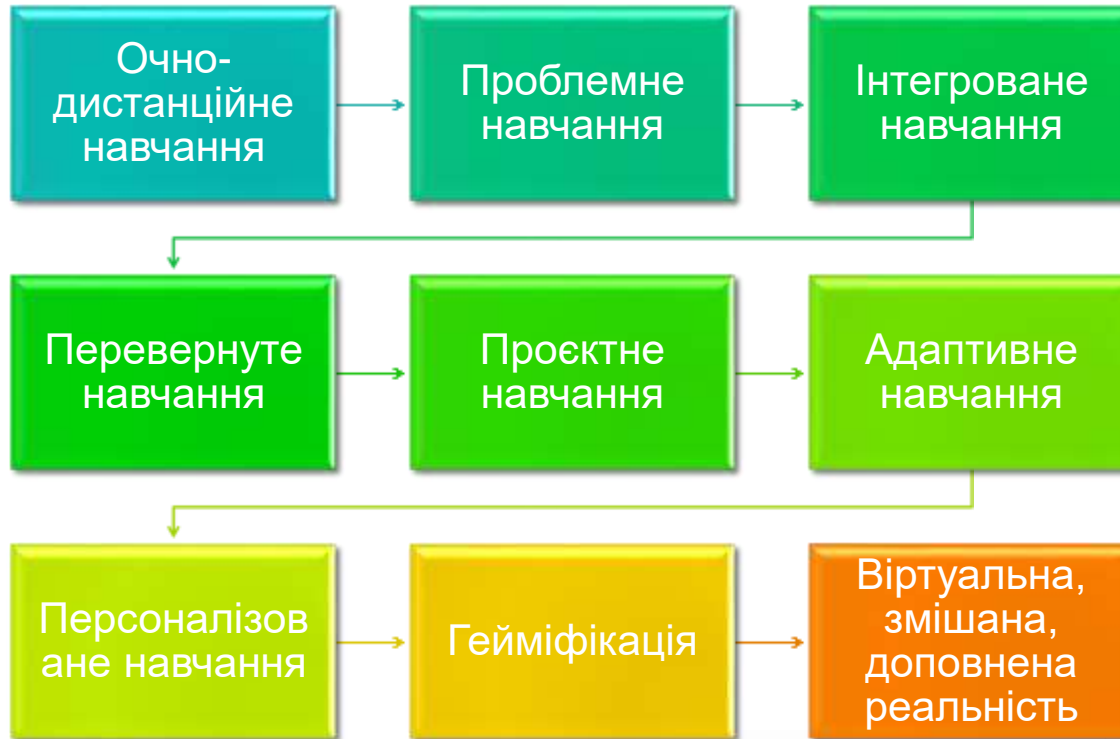 Очно-
дистанційне
навчання
Проблемне
навчання
Інтегроване
навчання
Перевернуте
навчання
Проєктне
навчання
Адаптивне
навчання
Персоналізов
ане навчання
Гейміфікація
Віртуальна,
змішана,
доповнена
реальність